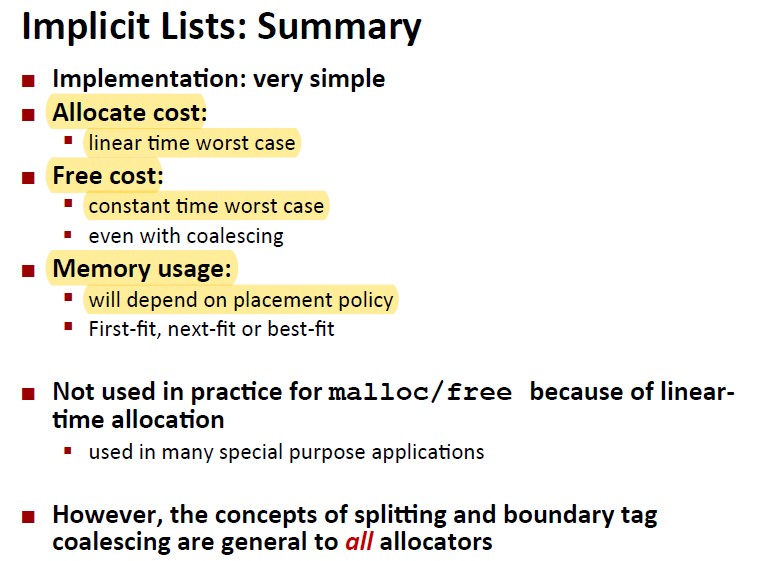 Implicit Lists: Summary
Implementation: very simple
Allocate cost:
linear time worst case
Free cost:
constant time worst case
even with coalescing
Memory usage:
will depend on placement policy
First-fit, next-fit or best-fit
Not used in practice for malloc/free because of linear-
time allocation
used in many special purpose applications
However, the concepts of splitting and boundary tag
coalescing are general to all allocators